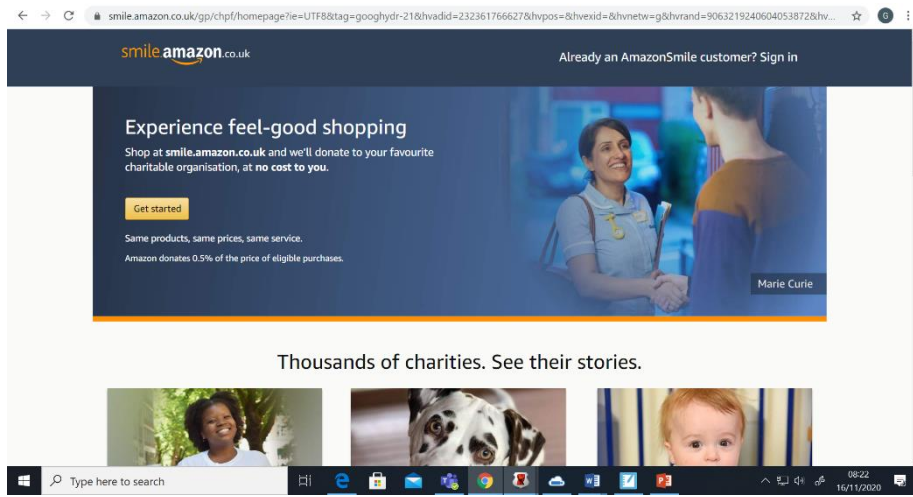 smile.amazon.co.uk/gp/chpf/homepage?ie=UTF8&tag=googhydr-21&hvadid=232361766627&hvpos=&hvexid=&hvnetw=g&hvrand=9063219240604053872&hv...
G
smile.amazon.co.uk
Already an AmazonSmile customer? Sign in
Experience feel-good shopping
Shop at smile.amazon.co.uk and we'll donate to your favourite
charitable organisation, at no cost to you.
Get started
Same products, same prices, same service.
Amazon donates 0.5% of the price of eligible purchases.
Marie Curie
Thousands of charities. See their stories.
Type here to search
08:22
16/11/2020